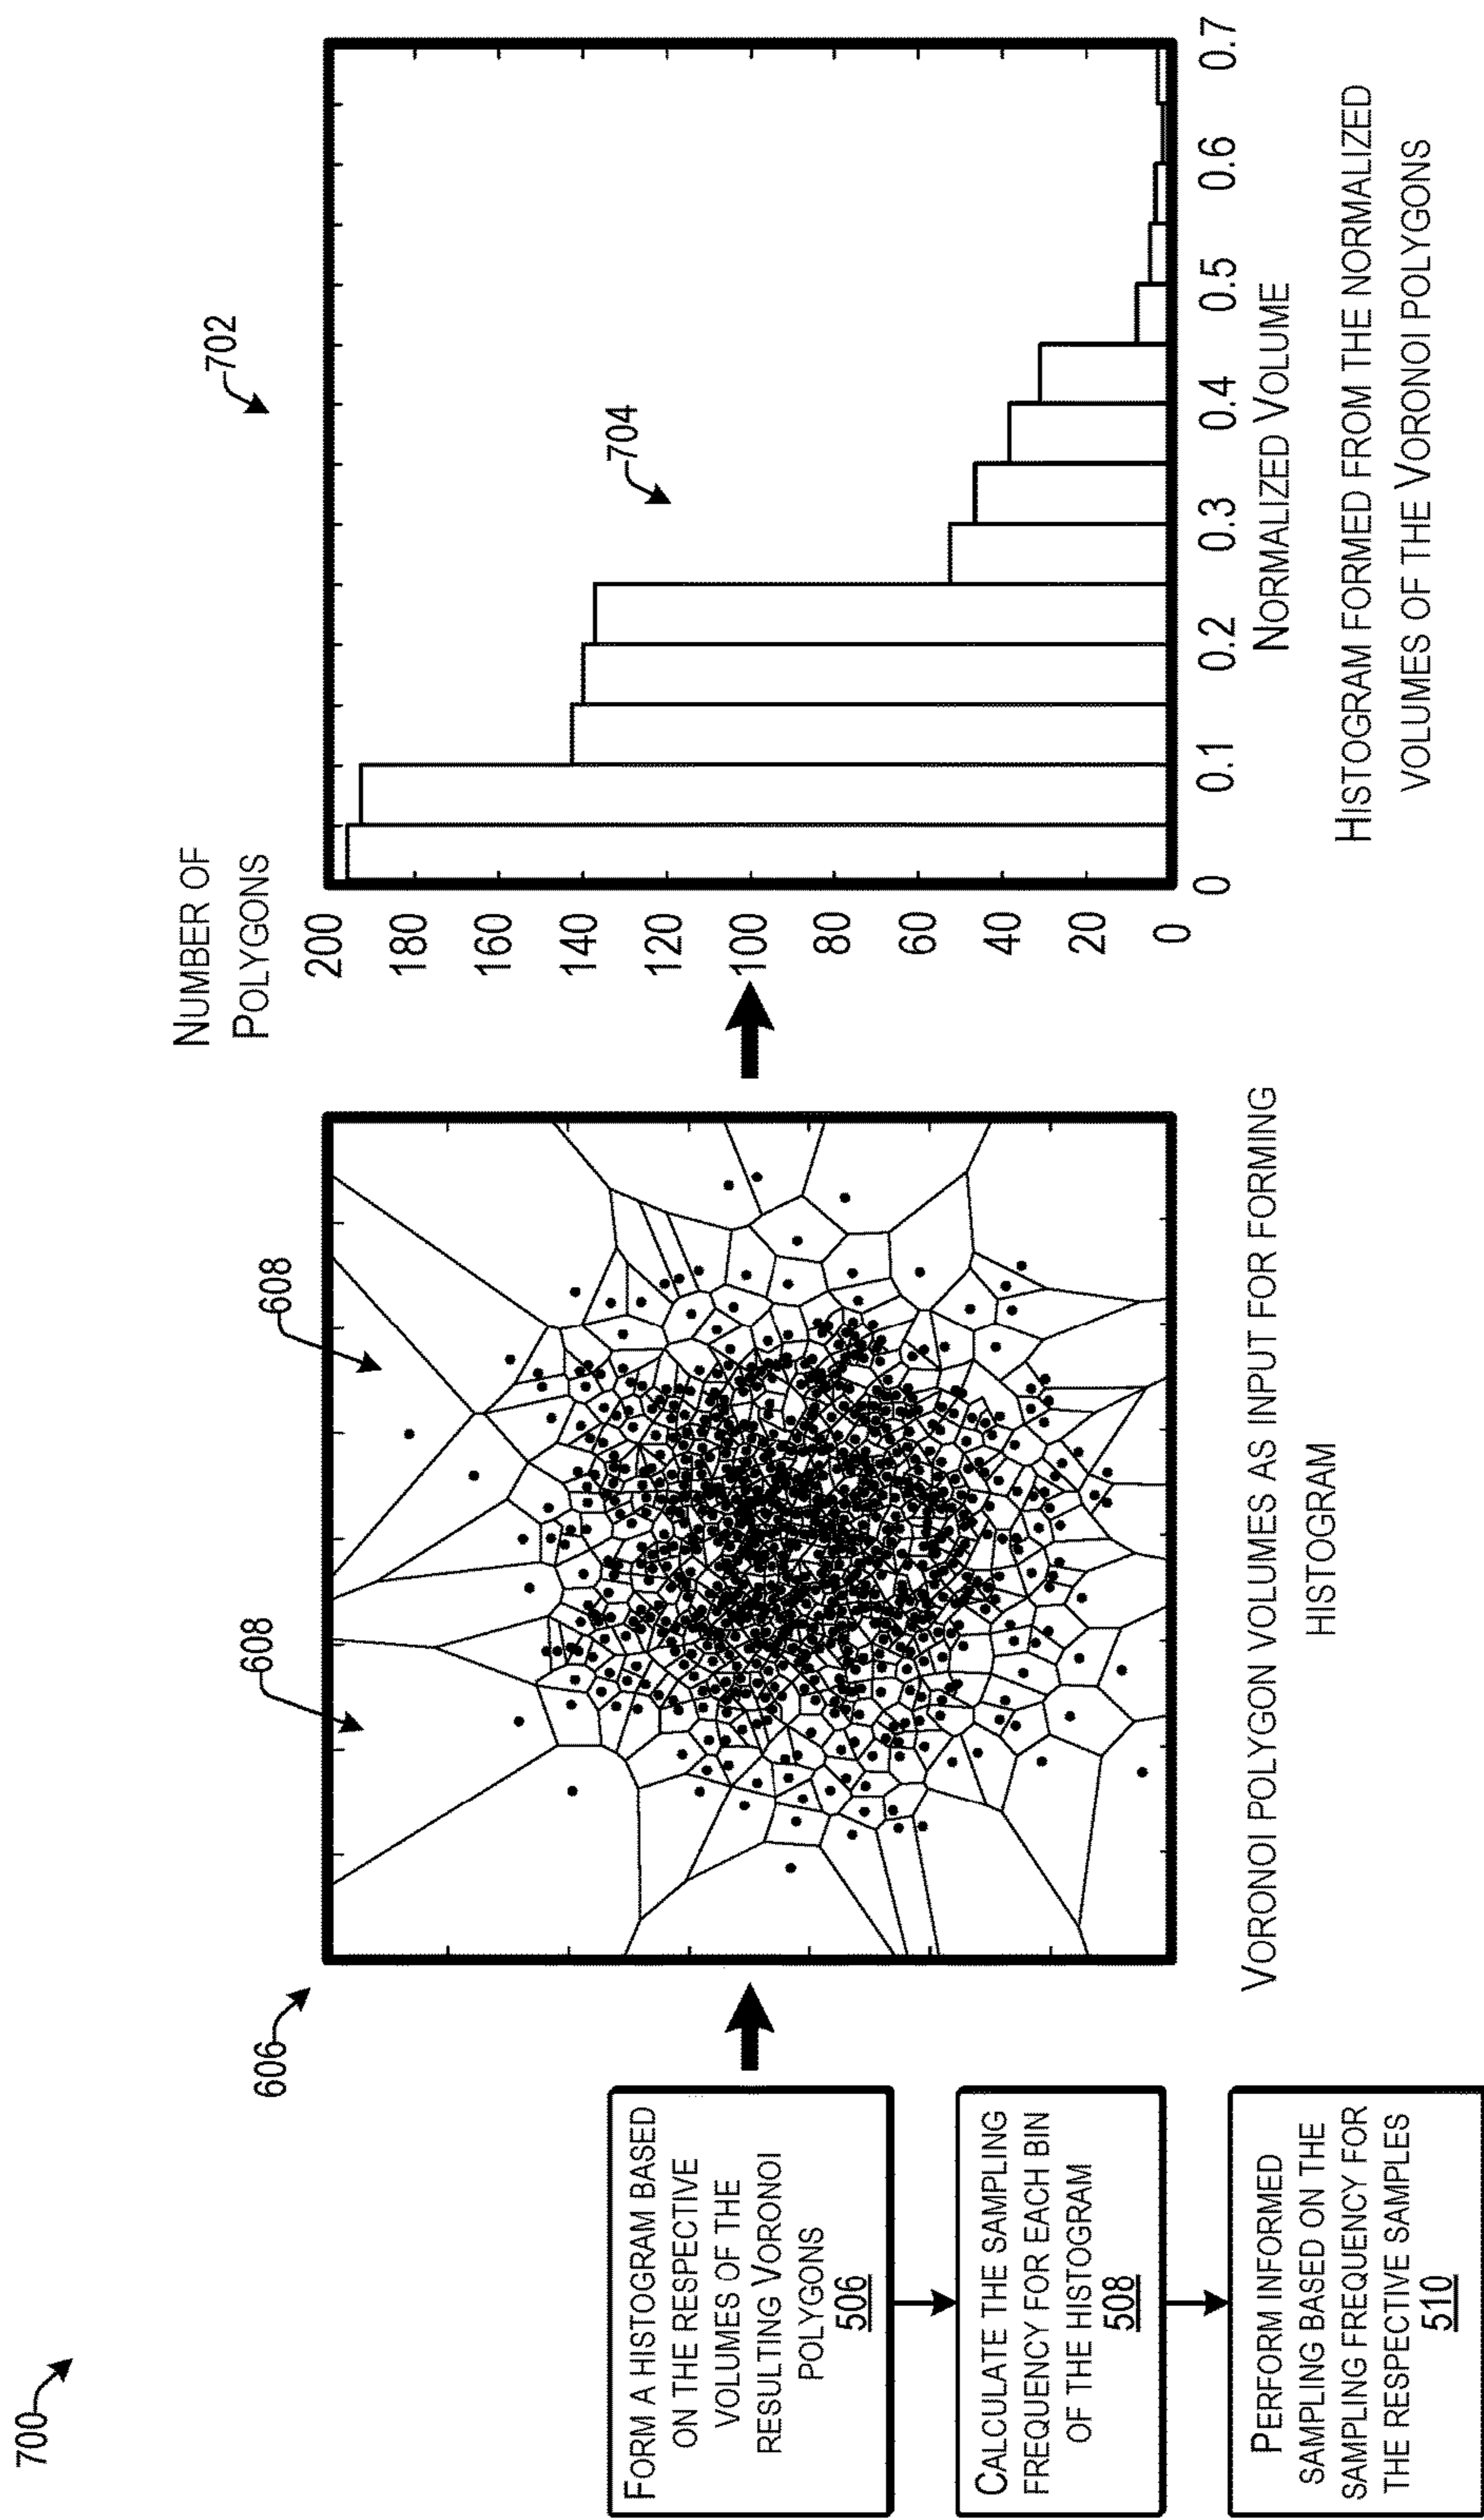 700
FORM A HISTOGRAM BASED
ON THE RESPECTIVE
VOLUMES OF THE
RESULTING VORONOI
POLYGONS
506
CALCULATE THE SAMPLING
FREQUENCY FOR EACH BIN
OF THE HISTOGRAM
508
PERFORM INFORMED
SAMPLING BASED ON THE
SAMPLING FREQUENCY FOR
THE RESPECTIVE SAMPLES
510
606
608
608
VORONOI POLYGON VOLUMES AS INPUT FOR FORMING
HISTOGRAM
NUMBER OF
POLYGONS
702
704
200
180
160
140
120
100
80
60
40
20
0
0 0.1 0.2 0.3 0.4 0.5 0.6 0.7
NORMALIZED VOLUME
HISTOGRAM FORMED FROM THE NORMALIZED
VOLUMES OF THE VORONOI POLYGONS